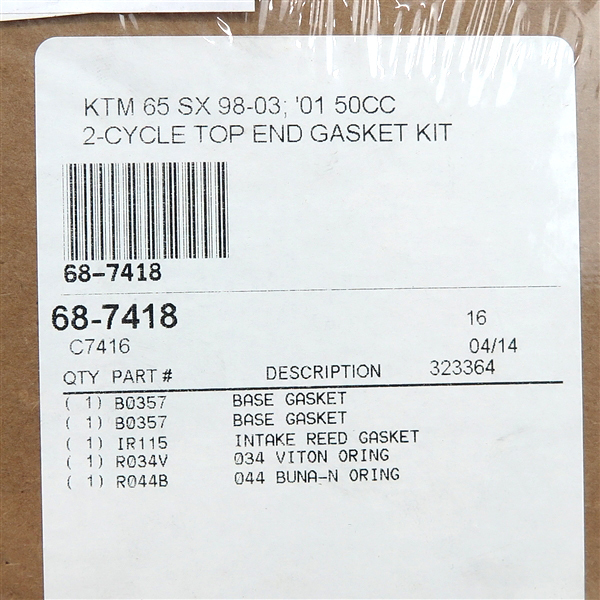 KTM 65 SX 98-03; '01 50CC
2-CYCLE TOP END GASKET KIT
68-7418
68-7418 16
C7416 04/14
QTY PART # DESCRIPTION 323364
( 1) B0357 BASE GASKET
( 1) B0357 BASE GASKET
( 1) IR115 INTAKE REED GASKET
( 1) R034V 034 VITON ORING
( 1) R044B 044 BUNA-N ORING